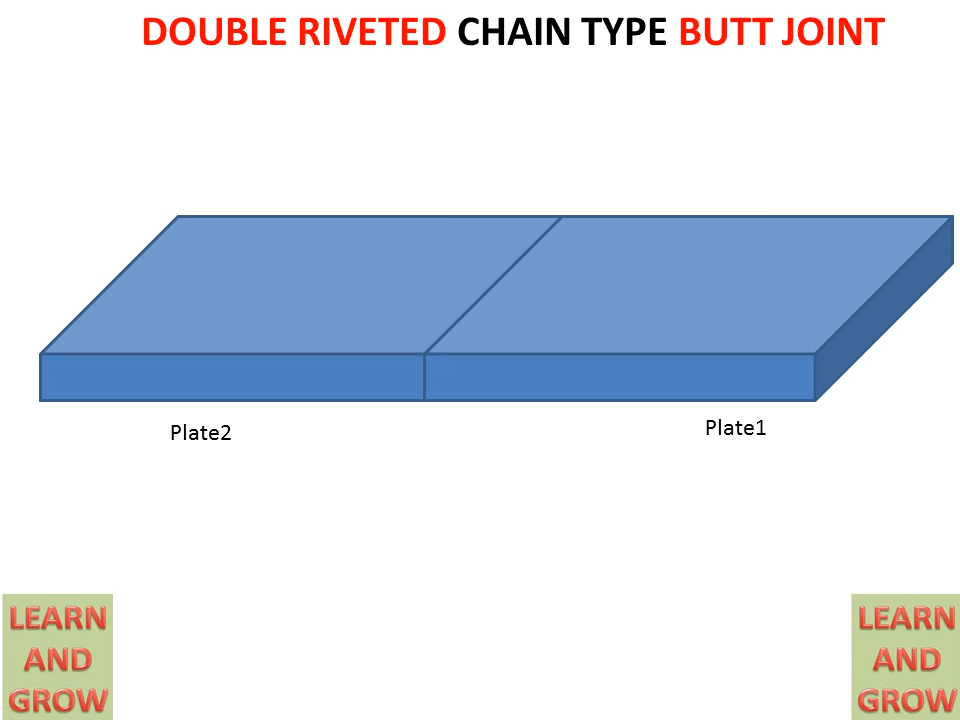 DOUBLE RIVETED CHAIN TYPE BUTT JOINT
Plate2
Plate1
LEARN
AND
GROW
LEARN
AND
GROW